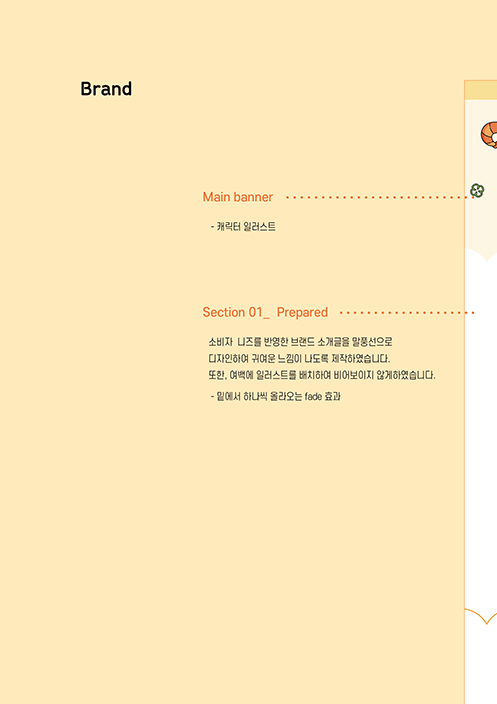 Brand
Main banner
- 캐릭터 일러스트
Section 01_ Prepared
소비자 니즈를 반영한 브랜드 소개글을 말풍선으로
디자인하여 귀여운 느낌이 나도록 제작하였습니다.
또한, 여백에 일러스트를 배치하여 비어보이지 않게하였습니다.
- 밑에서 하나씩 올라오는 fade 효과